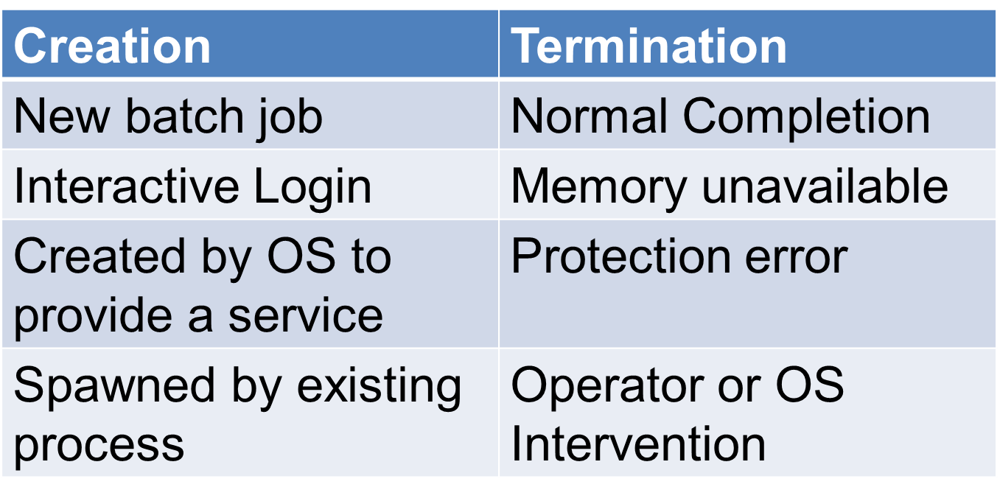 Creation
Termination
New batch job
Normal Completion
Interactive Login
Memory unavailable
Created by OS to
provide a service
Protection error
Spawned by existing
process
Operator or OS
Intervention